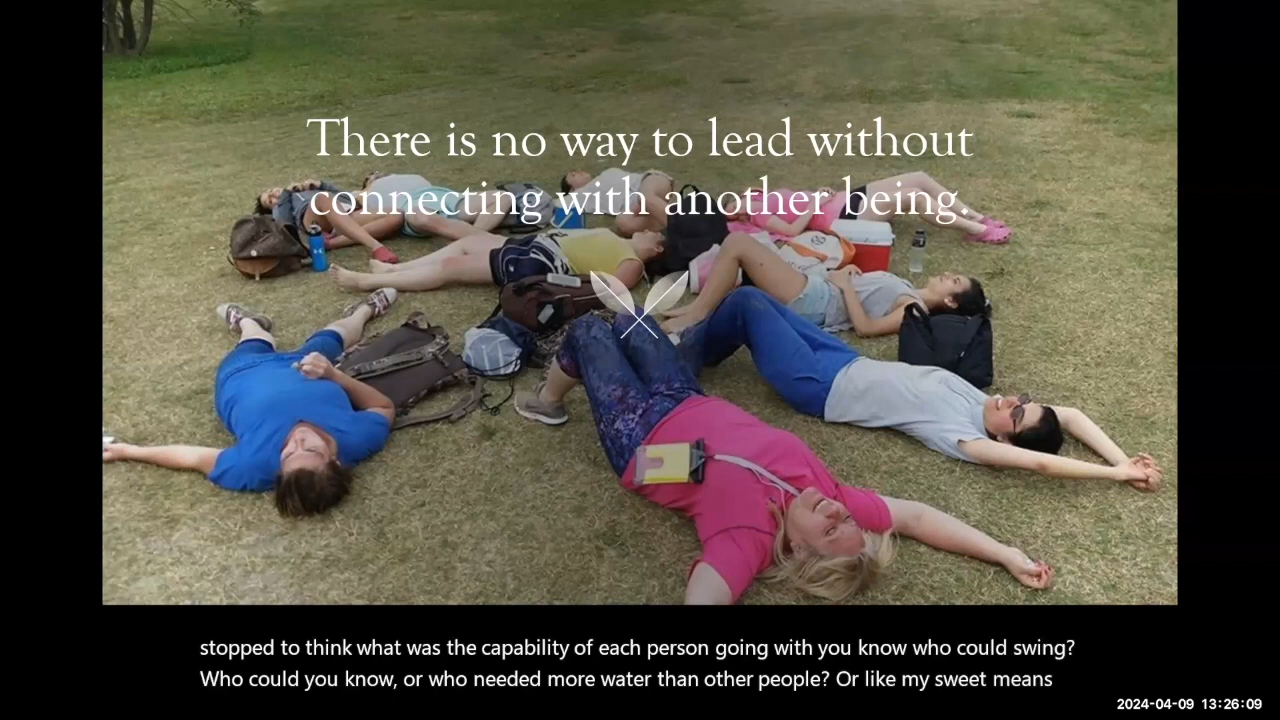 There is no way to lead without
connecting with another being.
stopped to think what was the capability of each person going with you know who could swing?
Who could you know, or who needed more water than other people? Or like my sweet means
2024-04-09 13:26:09